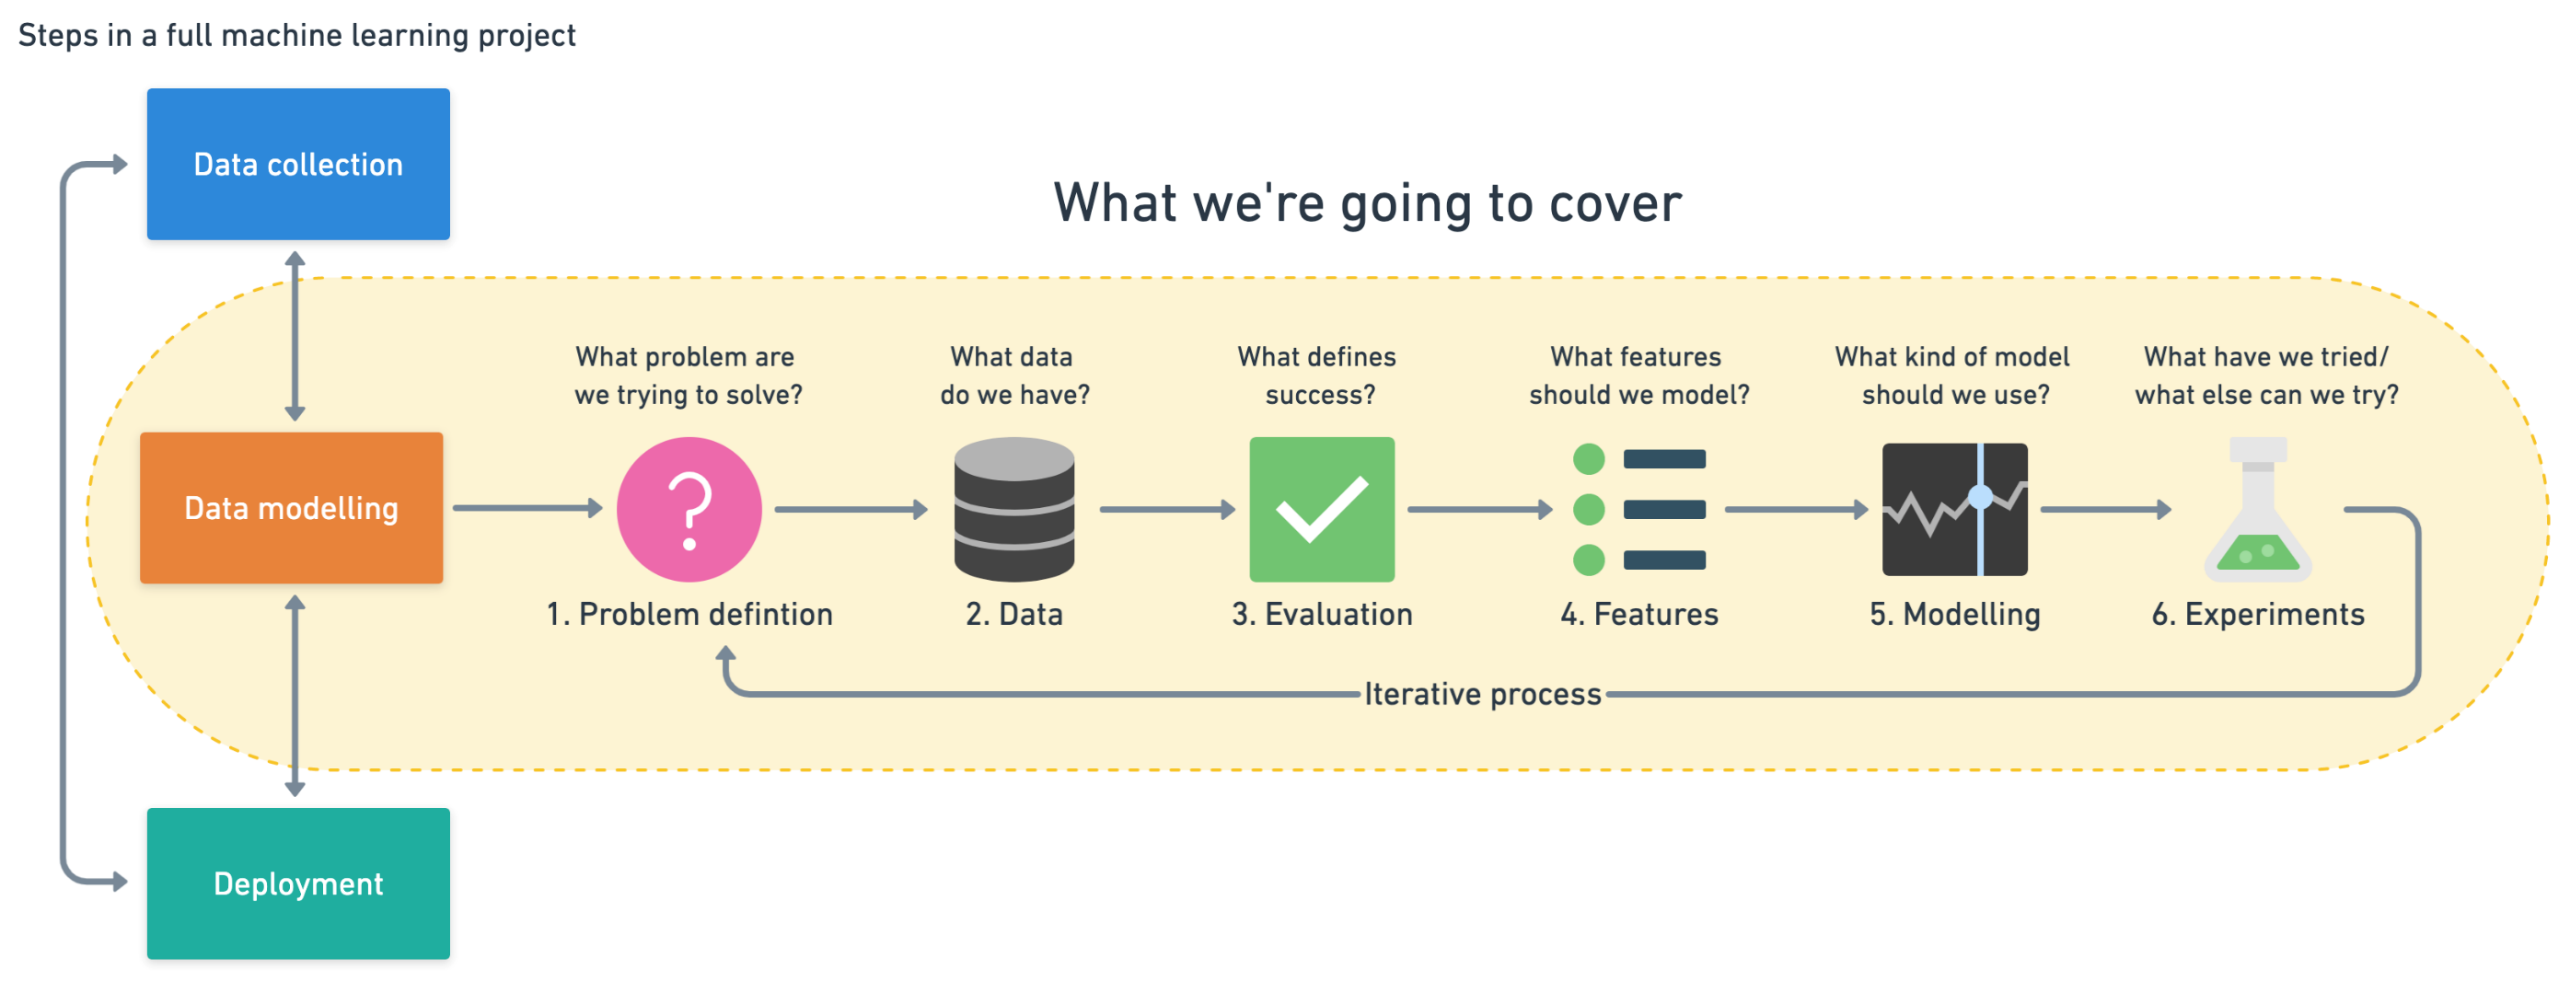 Steps in a full machine learning project
Data collection
What we're going to cover
What problem are
we trying to solve?
What data
do we have?
What defines
success?
What features
should we model?
What kind of model
should we use?
What have we tried/
what else can we try?
Data modelling
1. Problem defintion
2. Data
3. Evaluation
4. Features
5. Modelling
6. Experiments
Iterative process
Deployment